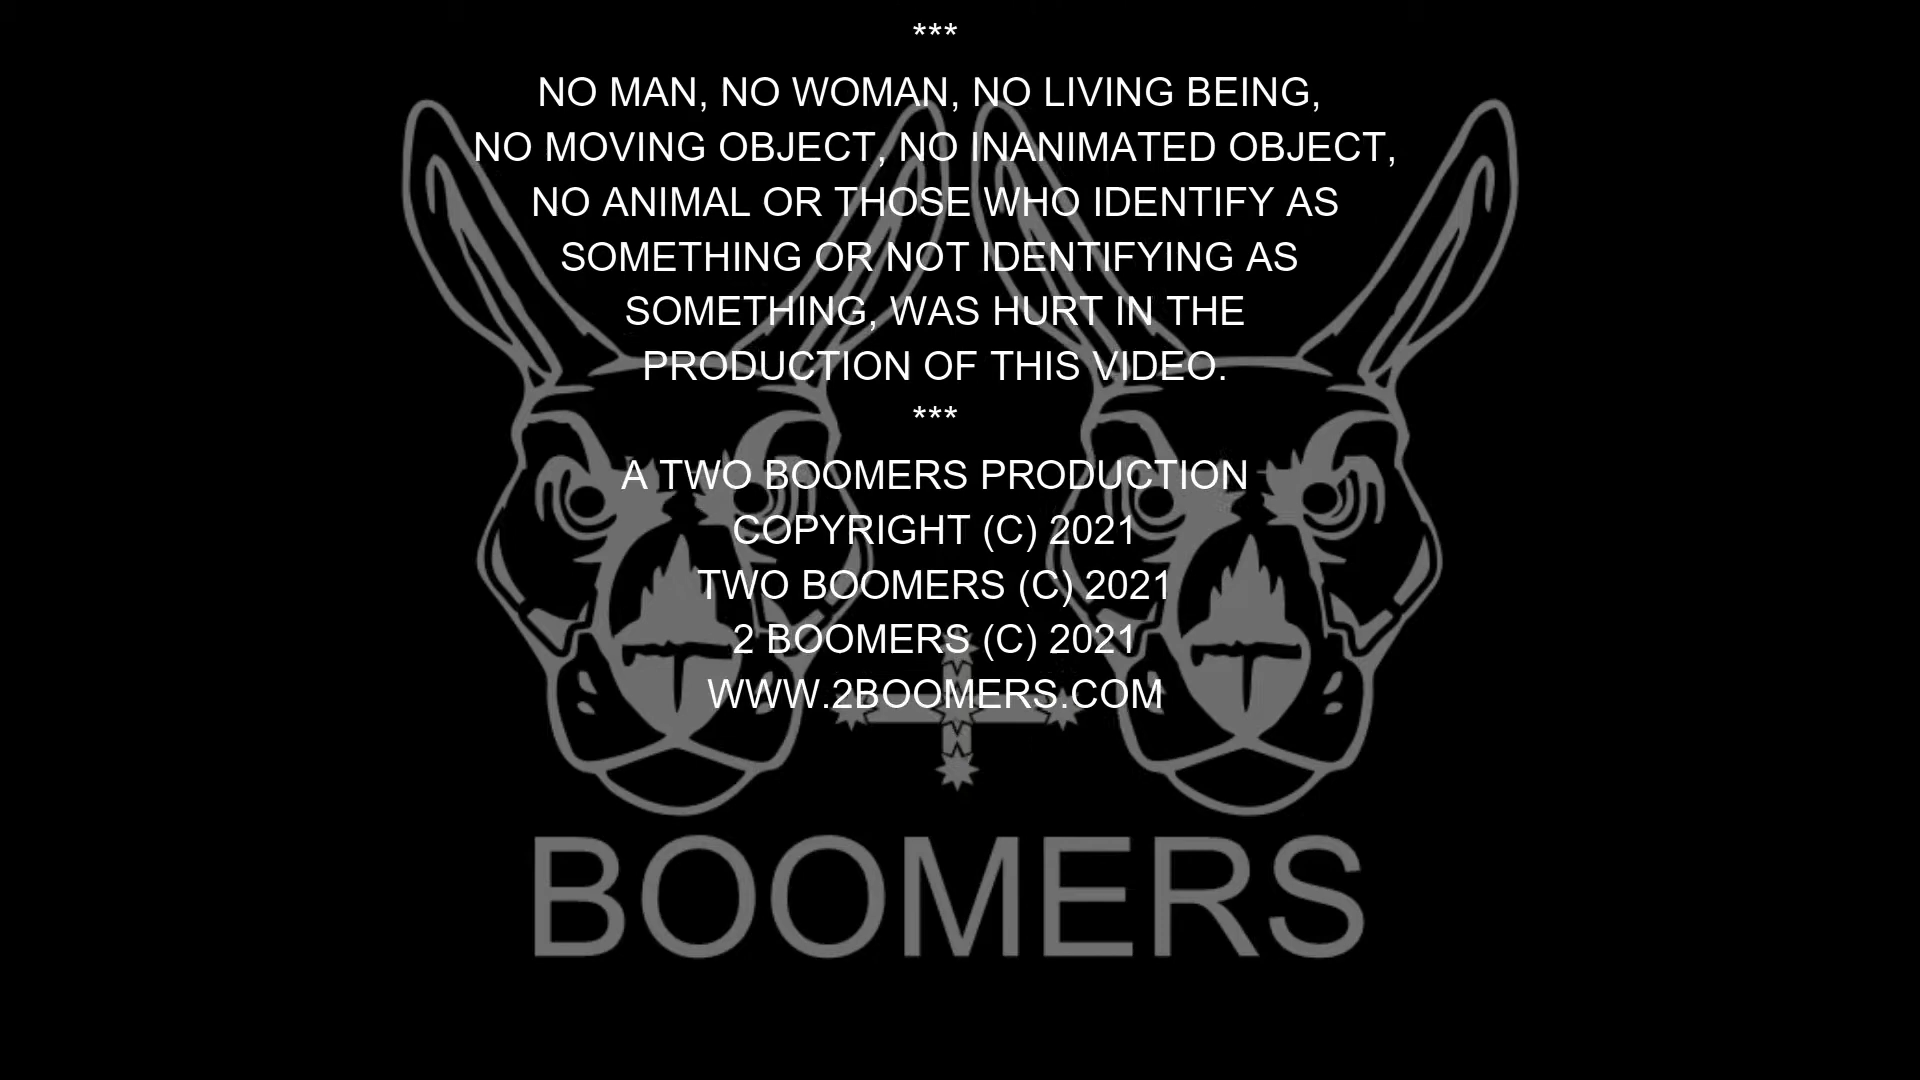 ***
NO MAN, NO WOMAN, NO LIVING BEING,
NO MOVING OBJECT, NO INANIMATED OBJECT,
NO ANIMAL OR THOSE WHO IDENTIFY AS
SOMETHING OR NOT IDENTIFYING AS
SOMETHING, WAS HURT IN THE
PRODUCTION OF THIS VIDEO.
***
A TWO BOOMERS PRODUCTION
COPYRIGHT (C) 2021
TWO BOOMERS (C) 2021
2 BOOMERS (C) 2021
WWW.2BOOMERS.COM
BOOMERS